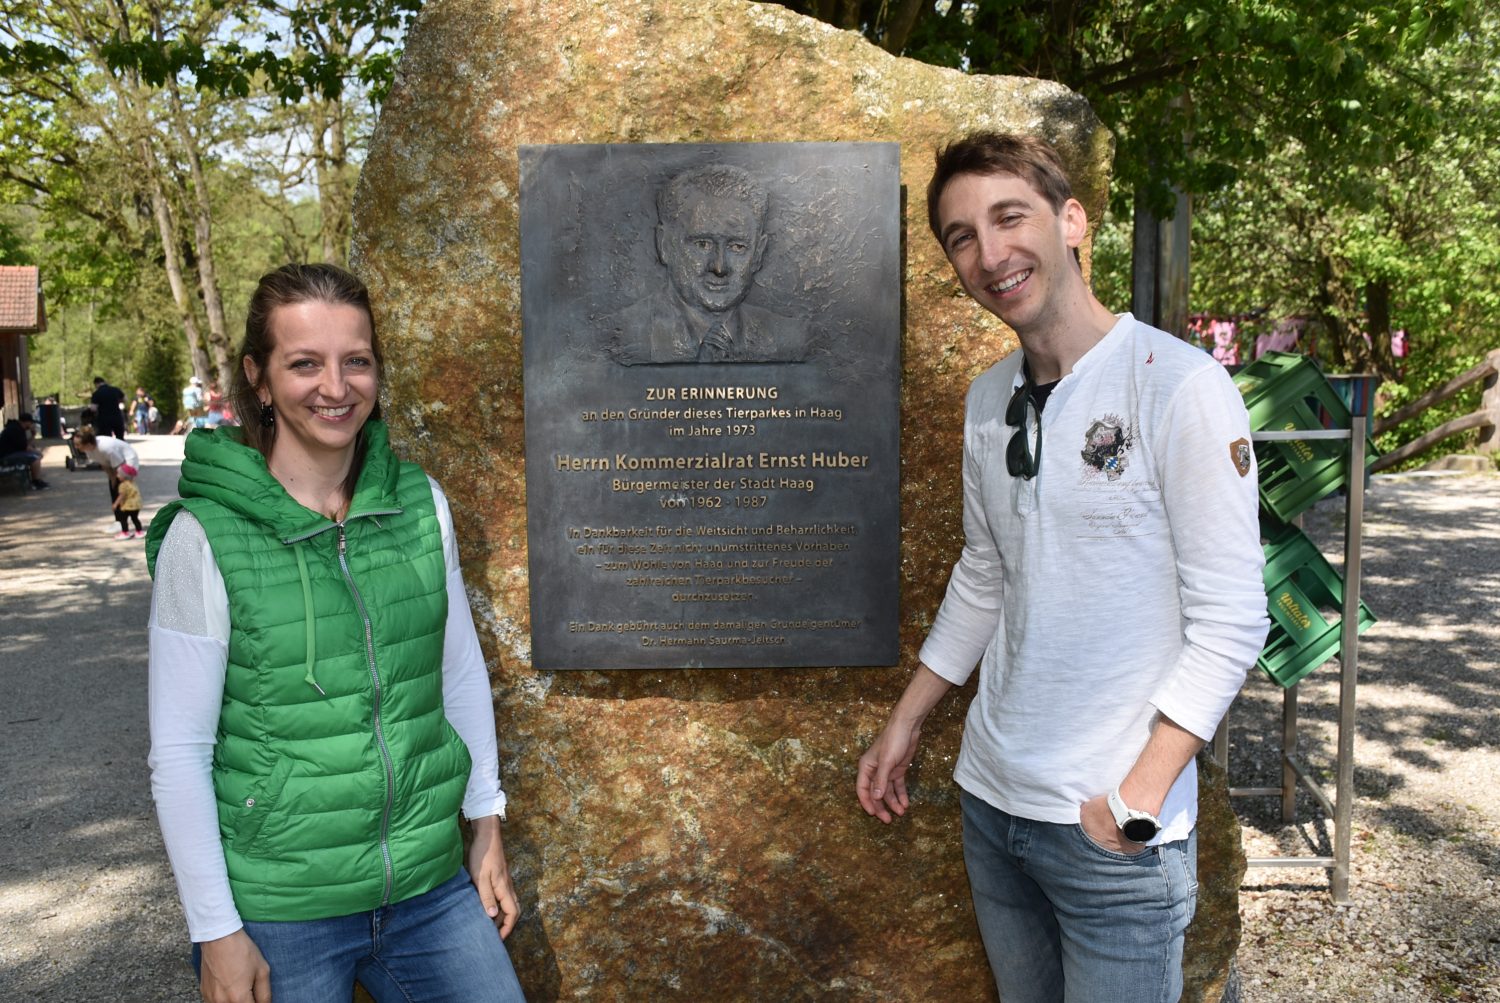 ZUR ERINNERUNG
an den Gründer dieses Tierparkes in Haag
im Jahre 1973
Herrn Kommerzialrat Ernst Huber
Bürgermeister der Stadt Haag
von 1962 - 1987
In Dankbarkeit für die Weitsicht und Beharrlichkeit,
ein für diese Zeit nicht unumstrittenes Vorhaben
– zum Wohle von Haag und zur Freude der
zahlreichen Tierparkbesucher –
durchzusetzen.
Ein Dank gebührt auch dem damaligen Grundeigentümer
Dr. Hermann Saurma-Jeltsch